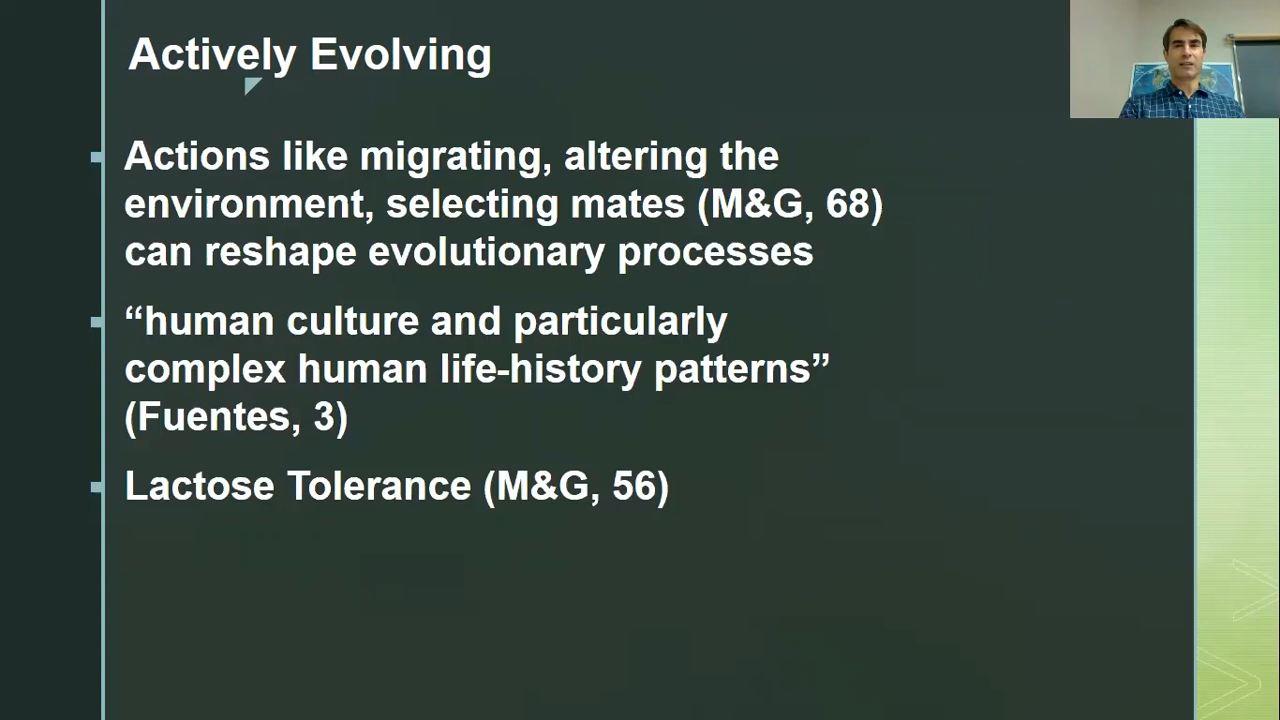 Actively Evolving
Actions like migrating, altering the
environment, selecting mates (M&G, 68)
can reshape evolutionary processes
“human culture and particularly
complex human life-history patterns”
(Fuentes, 3)
Lactose Tolerance (M&G, 56)